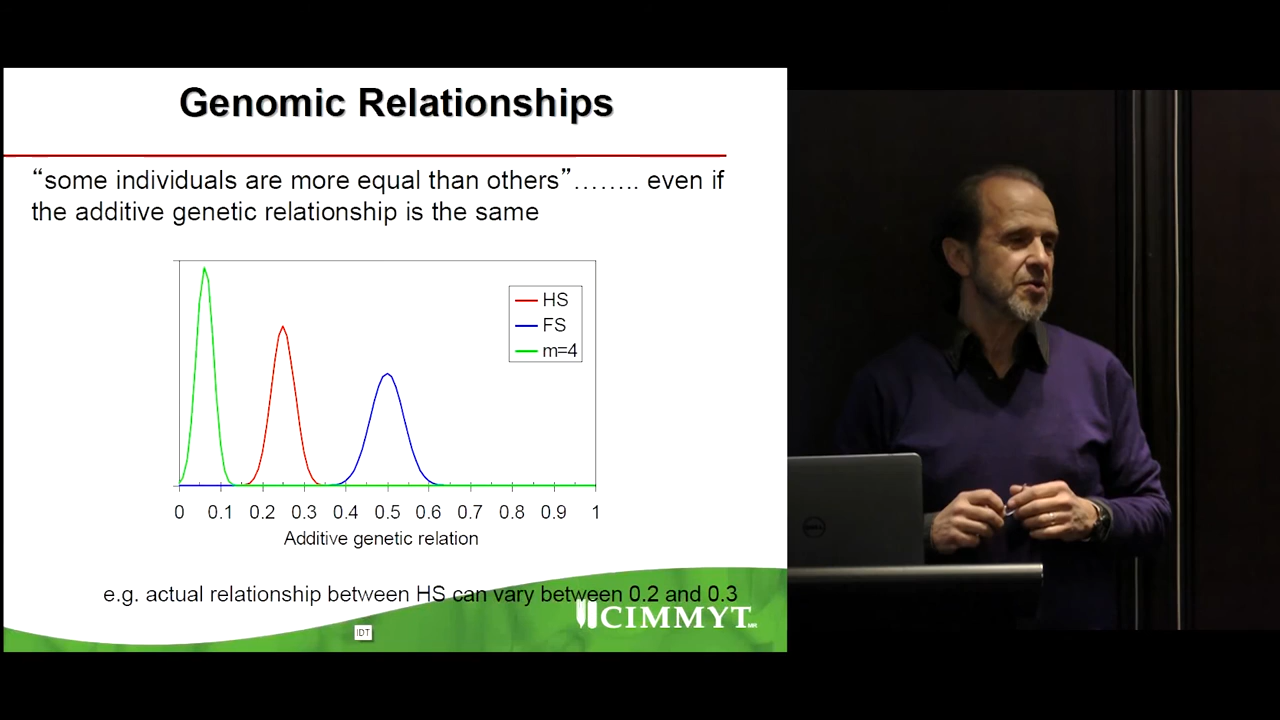 Genomic Relationships
“some individuals are more equal than others”…….. even if
the additive genetic relationship is the same
HS
FS
m=4
0 0.1 0.2 0.3 0.4 0.5 0.6 0.7 0.8 0.9 1
Additive genetic relation
e.g. actual relationship between HS can vary between 0.2 and 0.3
CIMMYT
MR
IDT
DELL